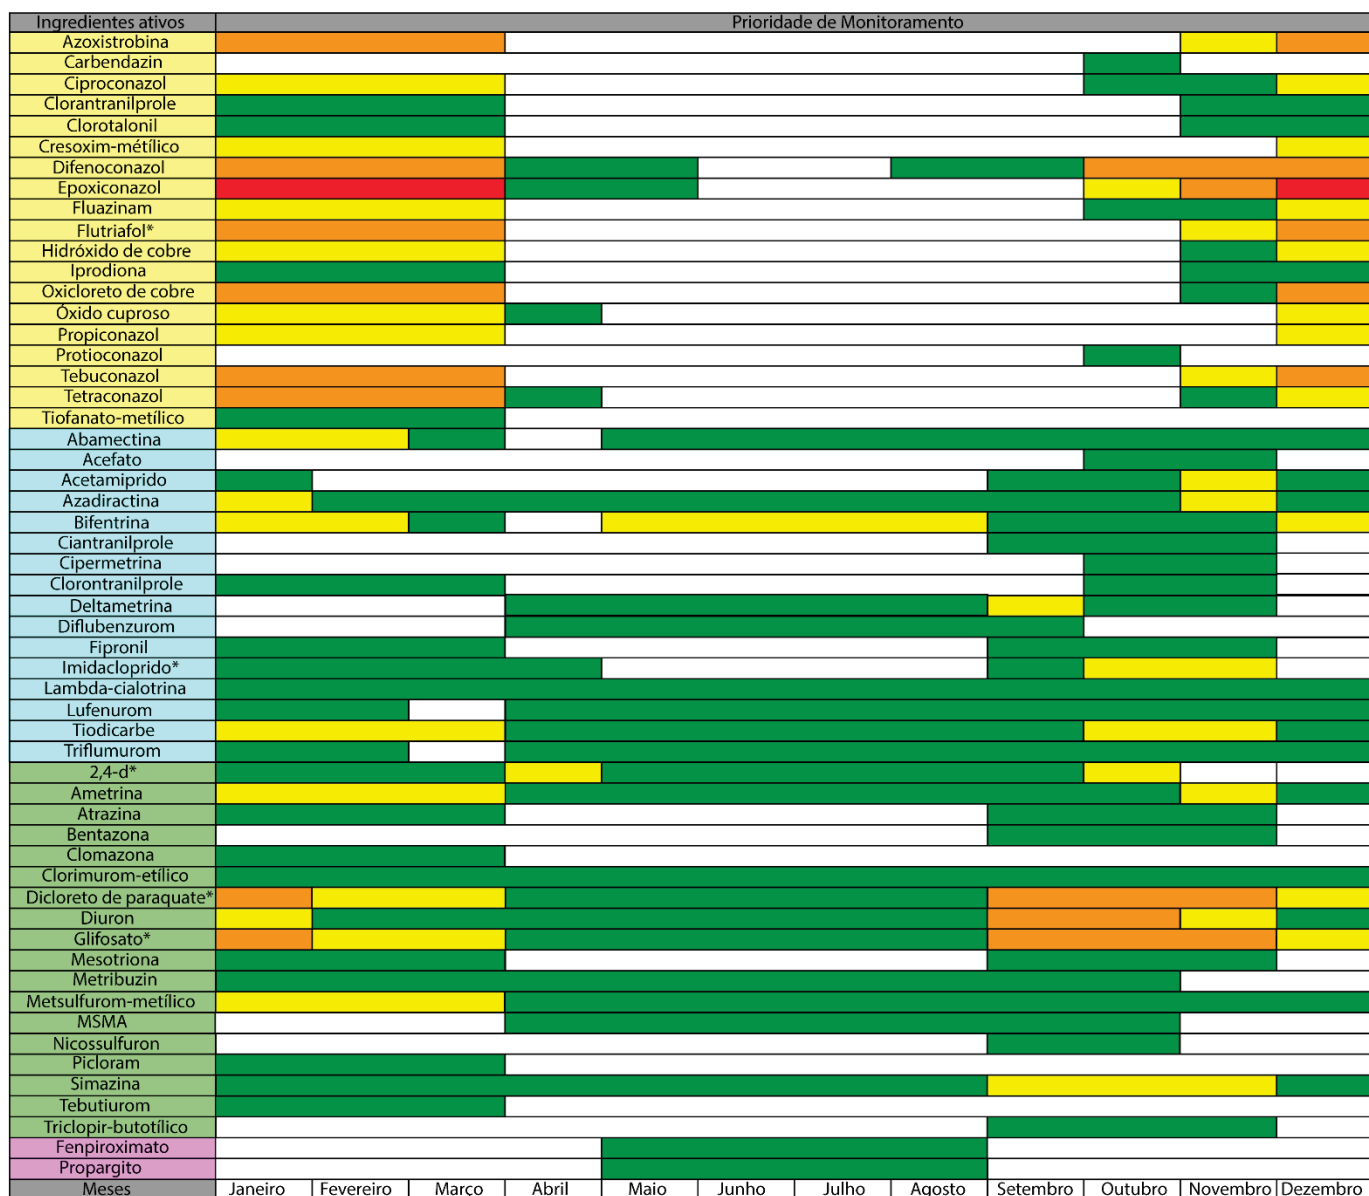 Ingredientes ativos Prioridade de Monitoramento
Azoxistrobina
Carbendazin
Ciproconazol
Clorantranilprole
Clorotalonil
Cresoxim-métílico
Difenoconazol
Epoxiconazol
Fluazinam
Flutriafol*
Hidróxido de cobre
Iprodiona
Oxicloreto de cobre
Óxido cuproso
Propiconazol
Protioconazol
Tebuconazol
Tetraconazol
Tiofanato-metílico
Abamectina
Acefato
Acetamiprido
Azadiractina
Bifentrina
Ciantranilprole
Cipermetrina
Clorontranilprole
Deltametrina
Diflubenzurom
Fipronil
Imidacloprido*
Lambda-cialotrina
Lufenurom
Tiodicarbe
Triflumurom
2,4-d*
Ametrina
Atrazina
Bentazona
Clomazona
Clorimurom-etílico
Dicloreto de paraquate*
Diuron
Glifosato*
Mesotriona
Metribuzin
Metsulfurom-metílico
MSMA
Nicossulfuron
Picloram
Simazina
Tebutiurom
Triclopir-butotílico
Fenpiroximato
Propargito
Meses Janeiro Fevereiro Março Abril Maio Junho Julho Agosto Setembro Outubro Novembro Dezembro